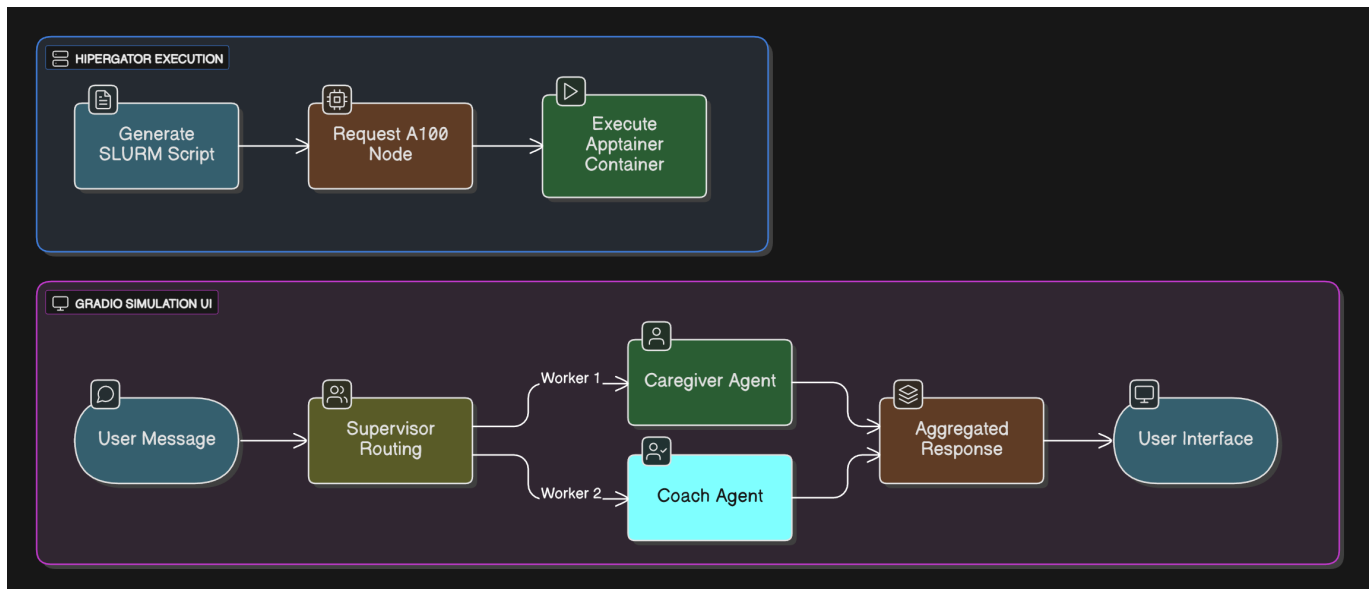 HIPERGATOR EXECUTION
Generate
SLURM Script
Request A100
Node
Execute
Apptainer
Container
GRADIO SIMULATION UI
User Message
Supervisor
Routing
Worker 1
Caregiver Agent
Worker 2
Coach Agent
Aggregated
Response
User Interface